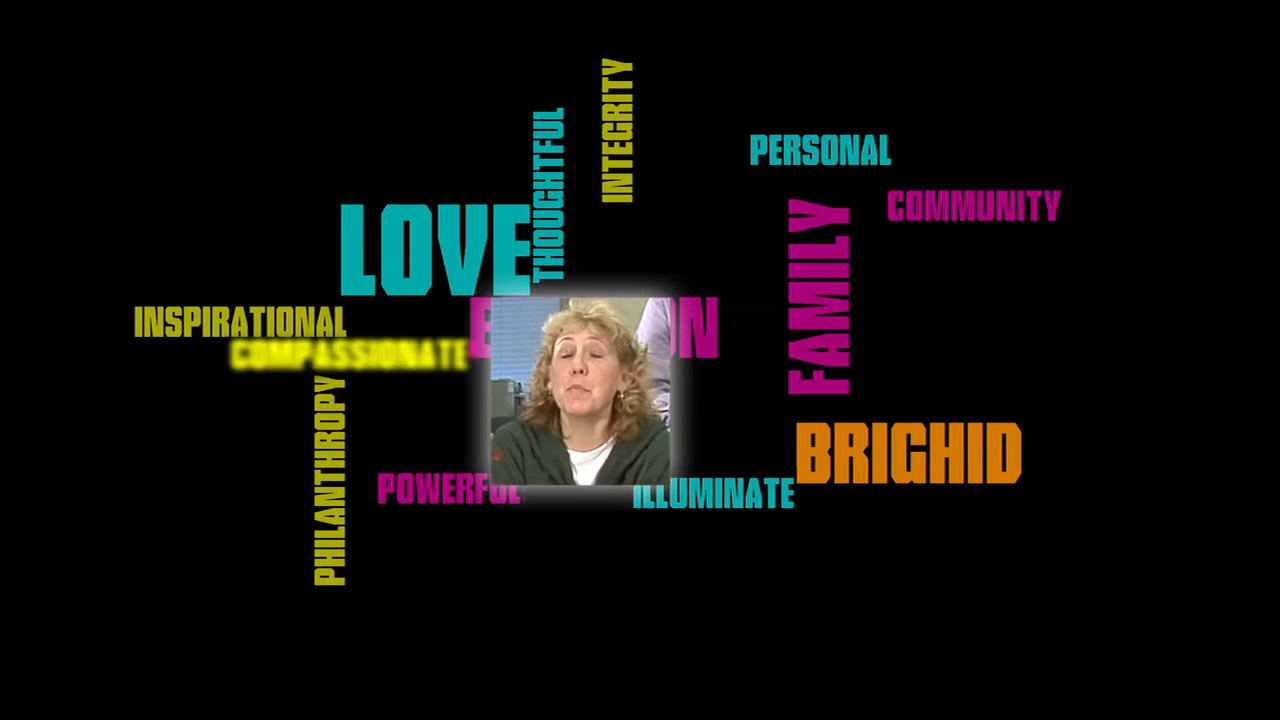 INTEGRITY
THOUGHTFUL
PERSONAL
COMMUNITY
LOVE
FAMILY
INSPIRATIONAL
COMPASSIONATE
PHILANTHROPY
BRIGHID
POWERFUL
ILLUMINATE